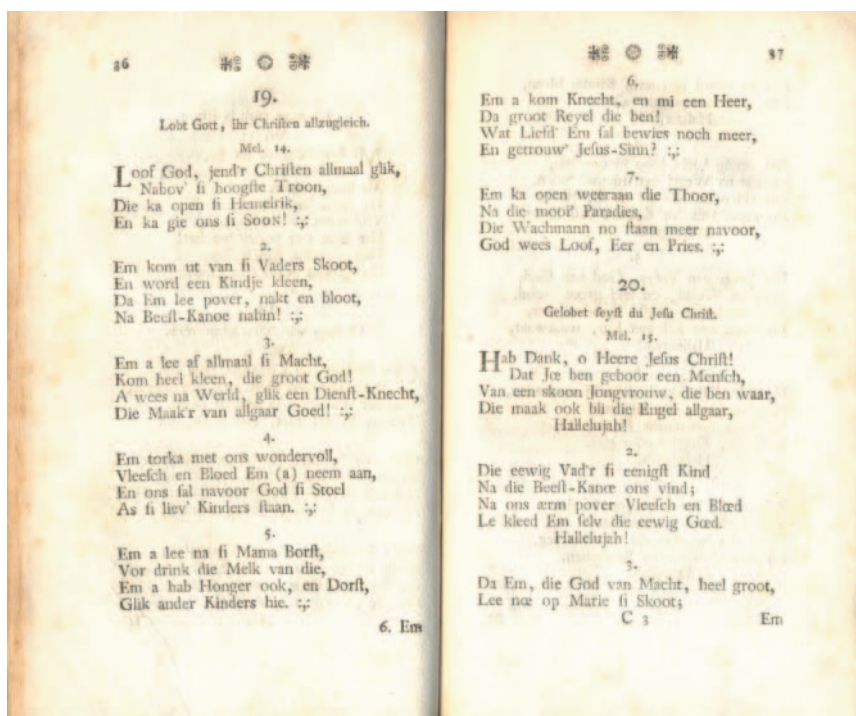 36
19.
Lobt Gott, ihr Chriſten allzugleich.
Mel. 14.
Loof God, jend'r Chriſten allmaal glik,
Nabov' ſi hoogſte Troon,
Die ka open ſi Hemelrik,
En ka gie ons ſi SOON! :,:
2.
Em kom ut van ſi Vaders Skoot,
En word een Kindje kleen,
Da Em lee pover, nakt en bloot,
Na Beeſt-Kanoe nabin! :,:
3.
Em a lee af allmaal ſi Macht,
Kom heel kleen, die groot God!
A wees na Werld, glik een Dienſt-Knecht,
Die Maak'r van allgaar Goed! :,:
4.
Em torka met ons wondervoll,
Vleeſch en Bloed Em (a) neem aan,
En ons ſal navoor God ſi Stoel
As ſi liev' Kinders ſtaan. :,:
5.
Em a lee na ſi Mama Borſt,
Vor drink die Melk van die,
Em a hab Honger ook, en Dorſt,
Glik ander Kinders hie. :,:
6. Em
37
6.
Em a kom Knecht, en mi een Heer,
Da groot Reyel die ben!
Wat Liefd' Em ſal bewies noch meer,
En getrouw' Jeſus-Sinn? :,:
7.
Em ka open weeraan die Thoor,
Na die mooi' Paradies,
Die Wachmann no ſtaan meer navoor,
God wees Loof, Eer en Pries. :,:
20.
Gelobet ſeyſt du Jeſu Chriſt.
Mel. 15.
Hab Dank, o Heere Jeſus Chriſt!
Dat Jœ ben geboor een Menſch,
Van een skoon Jongvrouw, die ben waar,
Die maak ook bli die Engel allgaar,
Hallelujah!
2.
Die eewig Vad'r ſi eenigſt Kind
Na die Beeſt-Kanœ ons vind;
Na ons ærm pover Vleeſch en Blœd
Le kleed Em ſelv die eewig Gœd.
Hallelujah!
3.
Da Em, die God van Macht, heel groot,
Lee nœ op Marie ſi Skoot;
C 3
Em